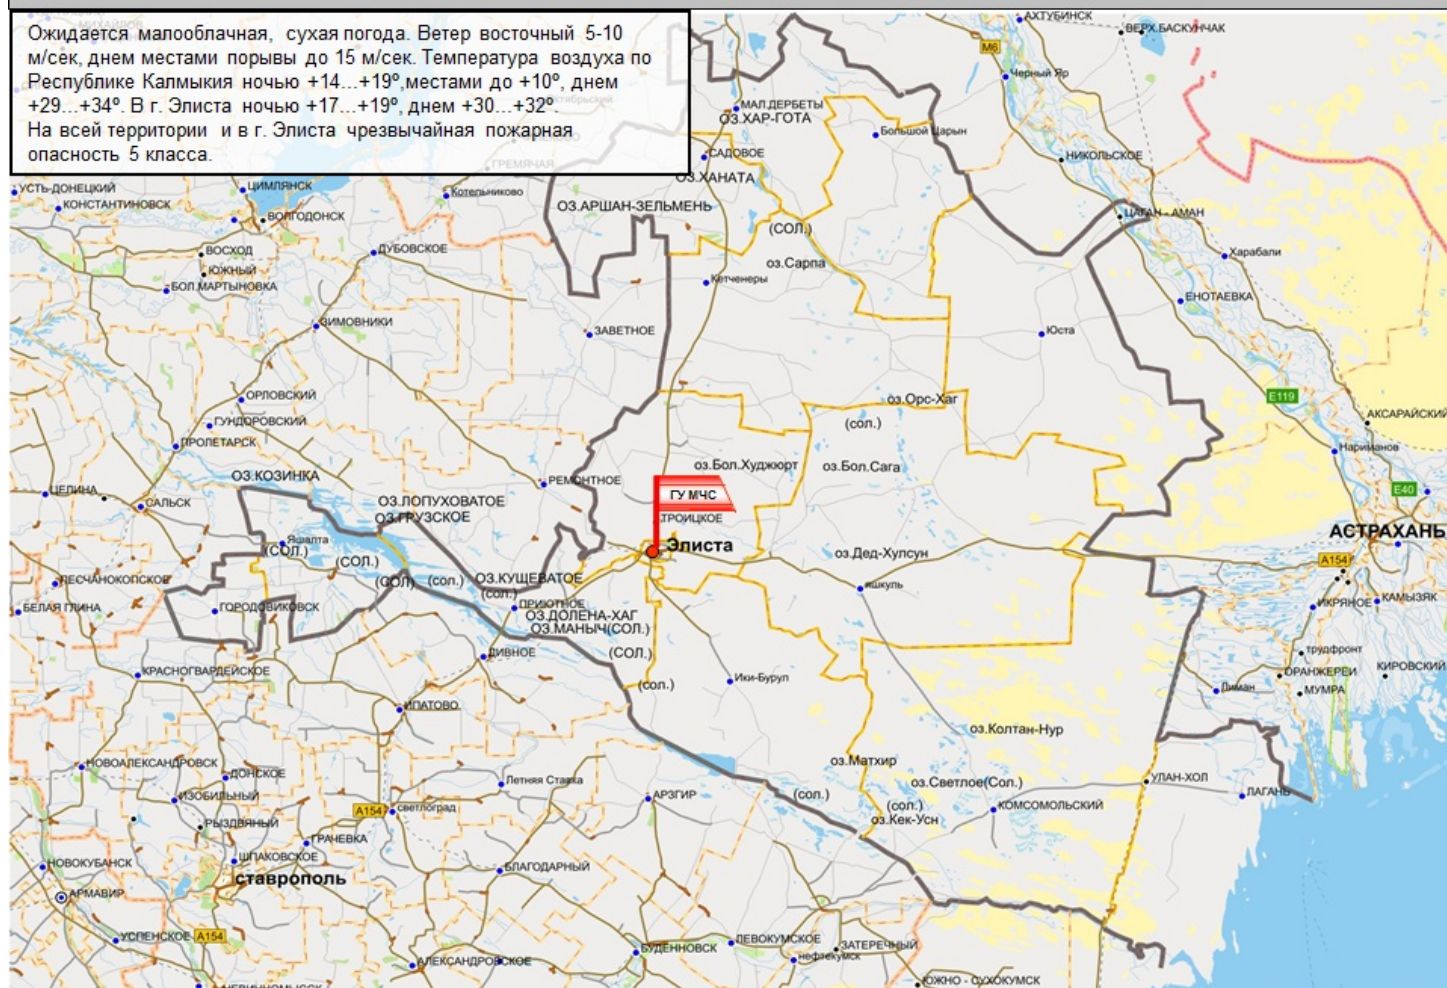 Ожидается малооблачная, сухая погода. Ветер восточный 5-10
м/сек, днем местами порывы до 15 м/сек. Температура воздуха по
Республике Калмыкия ночью +14...+19º,местами до +10º, днем
+29...+34º. В г. Элиста ночью +17...+19º, днем +30...+32º.
На всей территории и в г. Элиста чрезвычайная пожарная
опасность 5 класса.
АХТУБИНСК
ВЕРХ.БАСКУНЧАК
М6
Черный Яр
МАЛ.ДЕРБЕТЫ
ОЗ.ХАР-ГОТА
Большой Царын
САДОВОЕ
НИКОЛЬСКОЕ
ГРЕМЯЧАЯ
ОЗ.ХАНАТА
УСТЬ-ДОНЕЦКИЙ
ЦИМЛЯНСК
Котельниково
КОНСТАНТИНОВСК
ОЗ.АРШАН-ЗЕЛЬМЕНЬ
ВОЛГОДОНСК
ЦАГАН - АМАН
(СОЛ.)
ВОСХОД
ДУБОВСКОЕ
Харабали
оз.Сарпа
ЮЖНЫЙ
Кетченеры
БОЛ.МАРТЫНОВКА
ЕНОТАЕВКА
ЗИМОВНИКИ
ЗАВЕТНОЕ
Юста
ОРЛОВСКИЙ
оз.Орс-Хаг
Е119
АКСАРАЙСКИЙ
ГУНДОРОВСКИЙ
(сол.)
ПРОЛЕТАРСК
Нариманов
оз.Бол.Худжюрт
оз.Бол.Сага
ОЗ.КОЗИНКА
РЕМОНТНОЕ
ЦЕЛИНА
Е40
ГУ МЧС
САЛЬСК
ОЗ.ЛОПУХОВАТОЕ
ОЗ.ГРУЗСКОЕ
ТРОИЦКОЕ
АСТРАХАНЬ
Яшалта
Элиста
(СОЛ.)
оз.Дед-Хулсун
(СОЛ.)
А154
ПЕСЧАНОКОПСКОЕ
(СОЛ)
(сол.)
ОЗ.КУЩЕВАТОЕ
яшкуль
(сол.)
КАМЫЗЯК
БЕЛАЯ ГЛИНА
ГОРОДОВИКОВСК
ПРИЮТНОЕ
ИКРЯНОЕ
ОЗ.ДОЛЕНА-ХАГ
ОЗ.МАНЫЧ(СОЛ.)
ДИВНОЕ
(СОЛ.)
трудфронт
КРАСНОГВАРДЕЙСКОЕ
ОРАНЖЕРЕИ
КИРОВСКИЙ
Ики-Бурул
(сол.)
Лиман
МУМРА
ИПАТОВО
оз.Колтан-Нур
НОВОАЛЕКСАНДРОВСК
оз.Матхир
ДОНСКОЕ
Летняя Ставка
оз.Светлое(Сол.)
УЛАН-ХОЛ
ИЗОБИЛЬНЫЙ
АРЗГИР
(сол.)
ЛАГАНЬ
А154
светлоград
(сол.)
КОМСОМОЛЬСКИЙ
РЫЗДВЯНЫЙ
оз.Кек-Усн
ГРАЧЕВКА
НОВОКУБАНСК
ШПАКОВСКОЕ
БЛАГОДАРНЫЙ
ставрополь
АРМАВИР
УСПЕНСКОЕ
А154
БУДЕННОВСК
ЛЕВОКУМСКОЕ
ЗАТЕРЕЧНЫЙ
нефтекумск
АЛЕКСАНДРОВСКОЕ
ЮЖНО - СУХОКУМСК